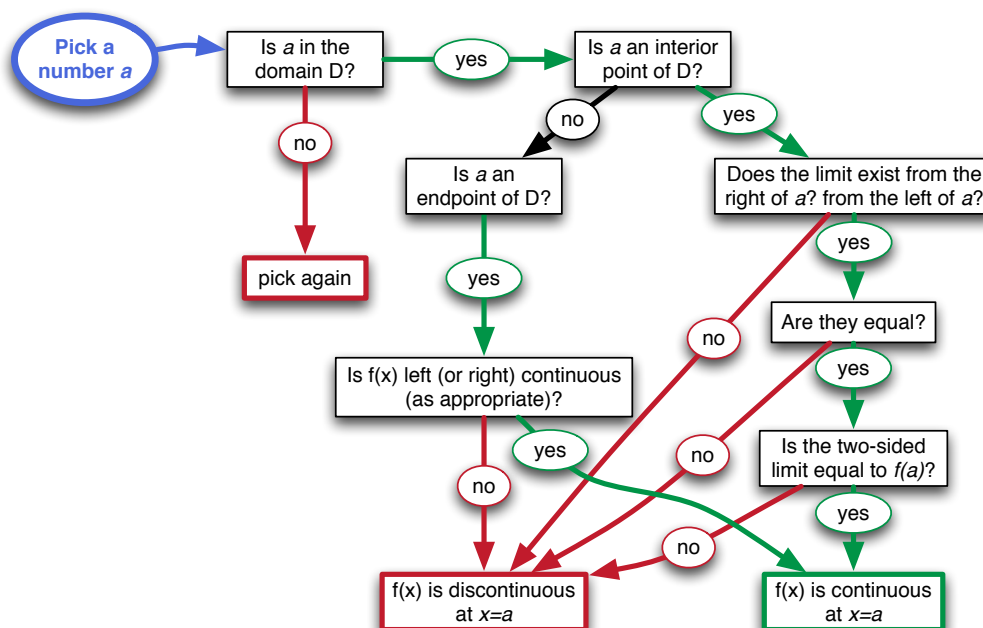 Pick a
number a
Is a in the
domain D?
yes
Is a an interior
point of D?
no
no
yes
Is a an
endpoint of D?
Does the limit exist from the
right of a? from the left of a?
yes
pick again
yes
Are they equal?
no
yes
Is f(x) left (or right) continuous
(as appropriate)?
yes
no
Is the two-sided
limit equal to f(a)?
no
yes
no
f(x) is discontinuous
at x=a
f(x) is continuous
at x=a